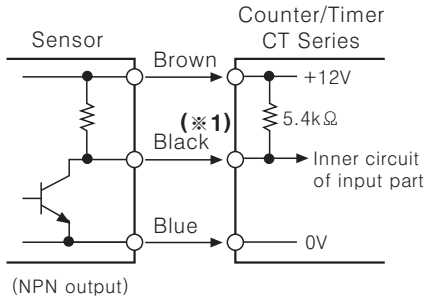 Counter/Timer
CT Series
Sensor
Brown
+12V
(※1)
5.4kΩ
Black
Inner circuit
of input part
Blue
0V
(NPN output)